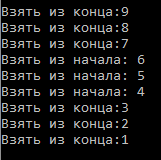 Взять из конца:9
Взять из конца:8
Взять из конца:7
Взять из начала: 6
Взять из начала: 5
Взять из начала: 4
Взять из конца:3
Взять из конца:2
Взять из конца:1